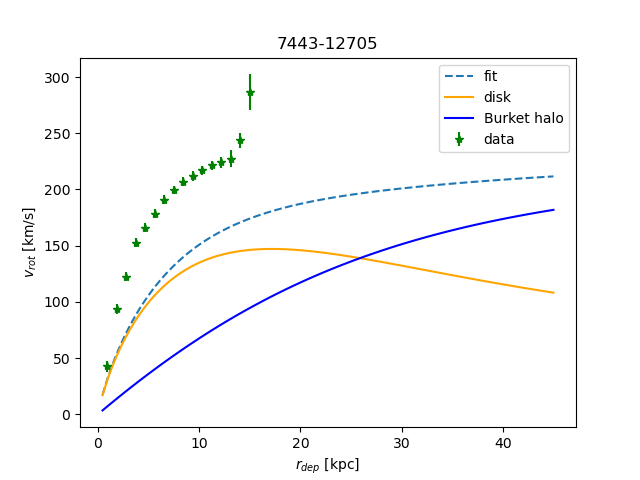 7443-12705
fit
disk
Burket halo
data
300
250
200
150
100
50
0
v_rot [km/s]
0 10 20 30 40
r_dep [kpc]